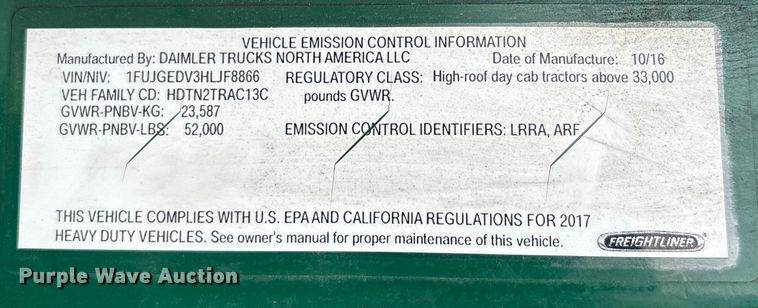 VEHICLE EMISSION CONTROL INFORMATION
Manufactured By: DAIMLER TRUCKS NORTH AMERICA LLC Date of Manufacture: 10/16
VIN/NIV: 1FUJGEDV3HLJF8866 REGULATORY CLASS: High-roof day cab tractors above 33,000
VEH FAMILY CD: HDTN2TRAC13C pounds GVWR.
GVWR-PNBV-KG: 23,587
GVWR-PNBV-LBS: 52,000 EMISSION CONTROL IDENTIFIERS: LRRA, ARF
THIS VEHICLE COMPLIES WITH U.S. EPA AND CALIFORNIA REGULATIONS FOR 2017
HEAVY DUTY VEHICLES. See owner's manual for proper maintenance of this vehicle.
FREIGHTLINER
Purple Wave Auction